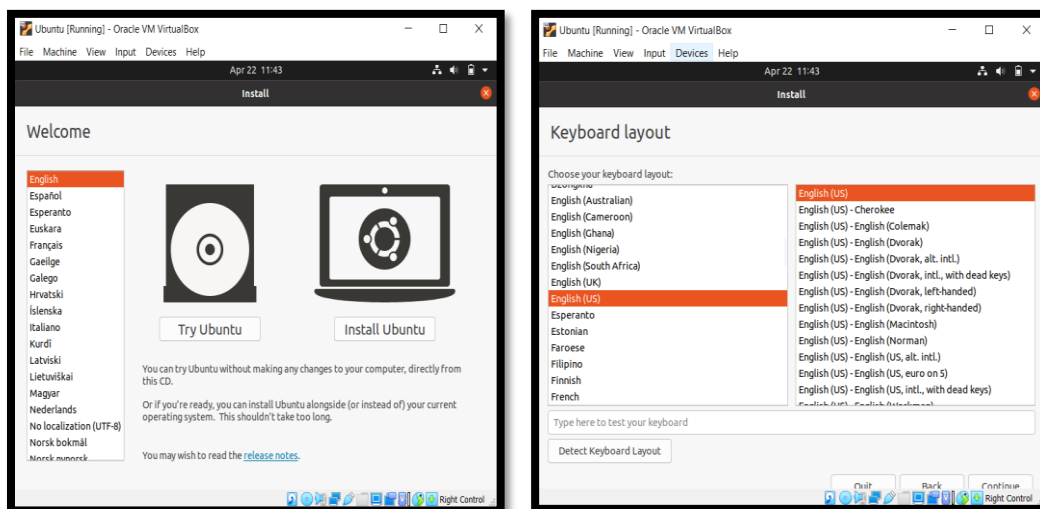 Ubuntu [Running] - Oracle VM VirtualBox
File Machine View Input Devices Help
Apr 22 11:43
Install
Welcome
English
Español
Esperanto
Euskara
Français
Gaeilge
Galego
Hrvatski
Íslenska
Italiano
Kurdî
Latviski
Lietuviškai
Magyar
Nederlands
No localization (UTF-8)
Norsk bokmål
Norsk nynorsk
Try Ubuntu
Install Ubuntu
You can try Ubuntu without making any changes to your computer, directly from
this CD.
Or if you're ready, you can install Ubuntu alongside (or instead of) your current
operating system. This shouldn't take too long.
You may wish to read the release notes.
Right Control
Ubuntu [Running] - Oracle VM VirtualBox
File Machine View Input Devices Help
Apr 22 11:43
Install
Keyboard layout
Choose your keyboard layout:
Dzongkha
English (Australian)
English (Cameroon)
English (Ghana)
English (Nigeria)
English (South Africa)
English (UK)
English (US)
Esperanto
Estonian
Faroese
Filipino
Finnish
French
English (US)
English (US) - Cherokee
English (US) - English (Colemak)
English (US) - English (Dvorak)
English (US) - English (Dvorak, alt. intl.)
English (US) - English (Dvorak, intl., with dead keys)
English (US) - English (Dvorak, left-handed)
English (US) - English (Dvorak, right-handed)
English (US) - English (Macintosh)
English (US) - English (Norman)
English (US) - English (US, alt. intl.)
English (US) - English (US, euro on 5)
English (US) - English (US, intl., with dead keys)
English (US) - English (Workman)
Type here to test your keyboard
Detect Keyboard Layout
Quit
Back
Continue
Right Control